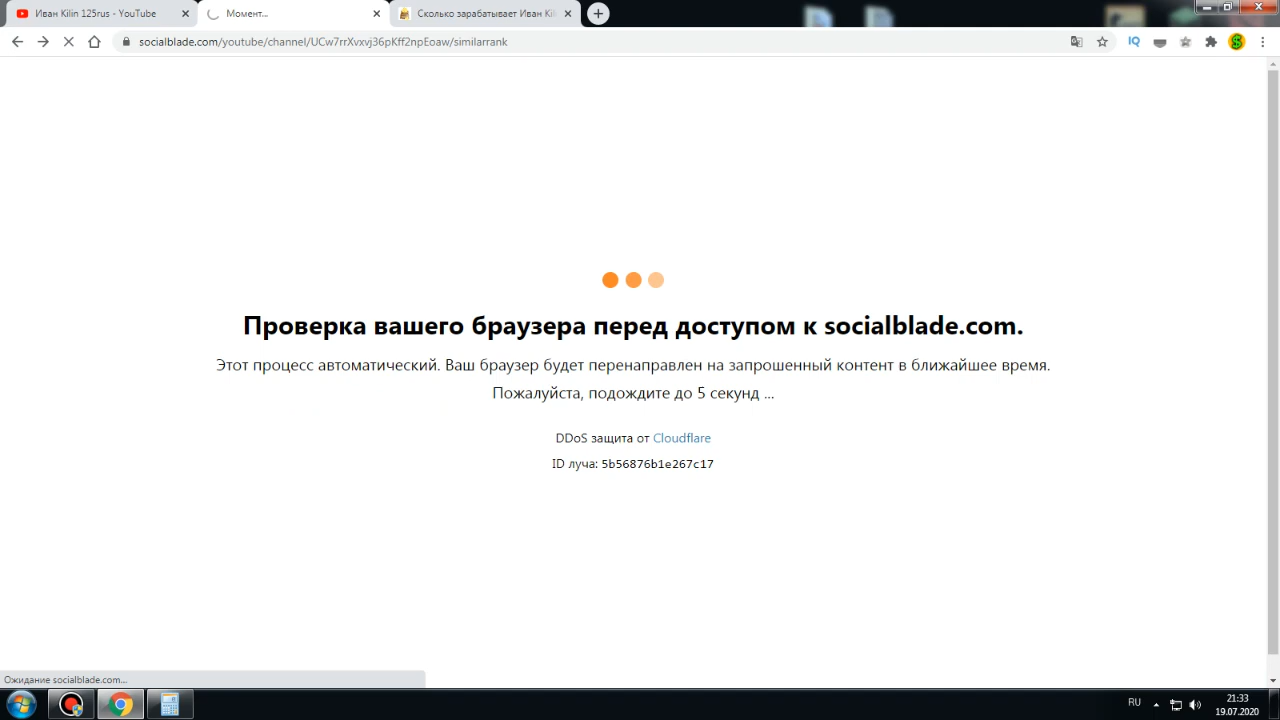 Иван Kilin 125rus - YouTube
Момент...
Сколько зарабатывает Иван Kili
socialblade.com/youtube/channel/UCw7rrXvxvj36pKff2npEoaw/similarrank
IQ
Проверка вашего браузера перед доступом к socialblade.com.
Этот процесс автоматический. Ваш браузер будет перенаправлен на запрошенный контент в ближайшее время.
Пожалуйста, подождите до 5 секунд ...
DDoS защита от Cloudflare
ID луча: 5b56876b1e267c17
Ожидание socialblade.com...
RU
21:33
19.07.2020